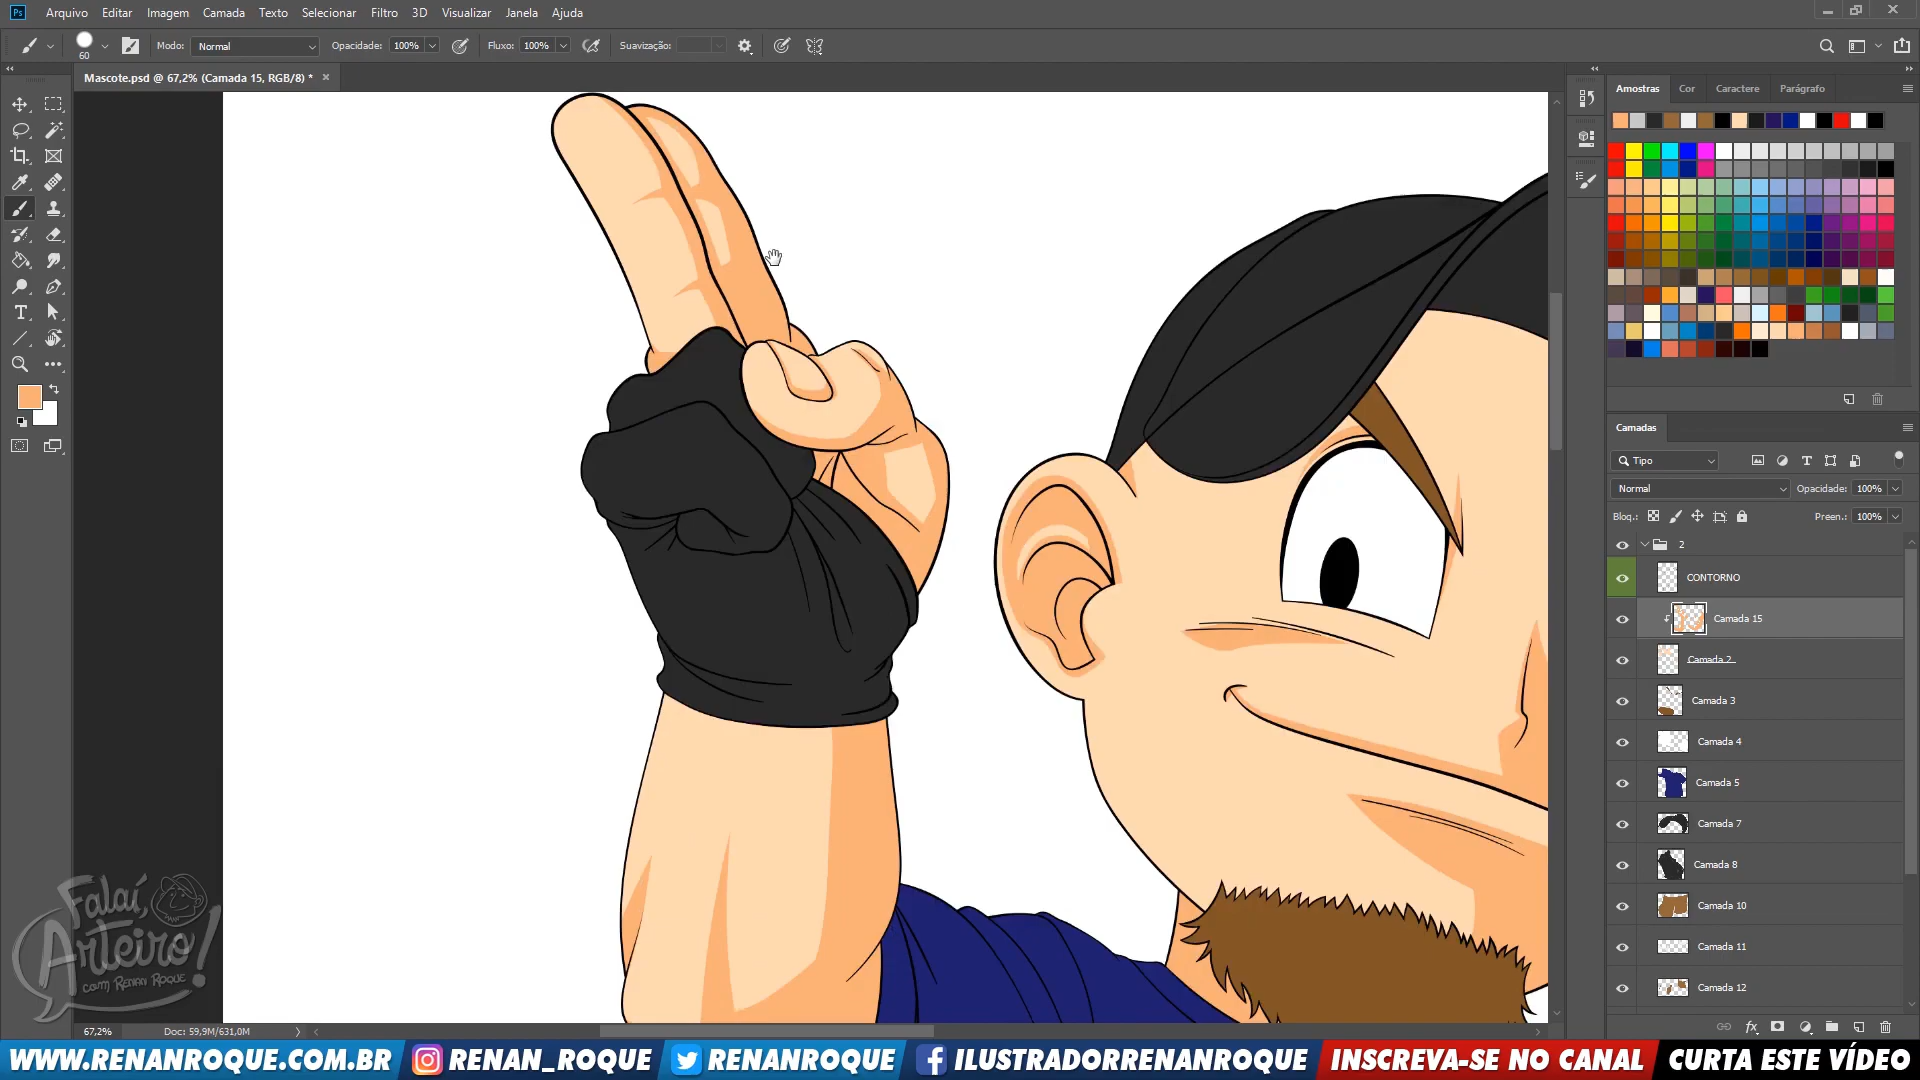 Ps Arquivo Editar Imagem Camada Texto Selecionar Filtro 3D Visualizar Janela Ajuda
60 Modo: Normal Opacidade: 100% Fluxo: 100% Suavização:
Mascote.psd @ 67,2% (Camada 15, RGB/8) * ×
Amostras Cor Caractere Parágrafo
Camadas
Tipo
Normal Opacidade: 100%
Bloq.: Preen.: 100%
2
CONTORNO
Camada 15
Camada 2
Camada 3
Camada 4
Camada 5
Camada 7
Camada 8
Camada 10
Camada 11
Camada 12
fx
Falaí,
Arteiro!
com RENAN ROQUE
67,2% Doc: 59,9M/631,0M
WWW.RENANROQUE.COM.BR RENAN_ROQUE RENANROQUE ILUSTRADORRENANROQUE INSCREVA-SE NO CANAL CURTA ESTE VÍDEO